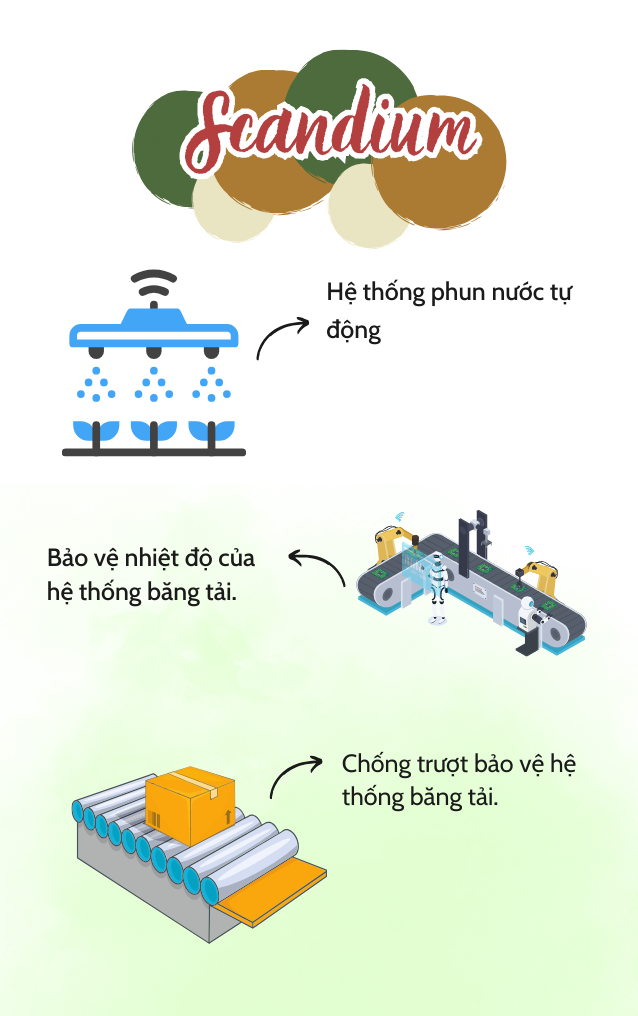 Scandium
Hệ thống phun nước tự
động
Bảo vệ nhiệt độ của
hệ thống băng tải.
Chống trượt bảo vệ hệ
thống băng tải.